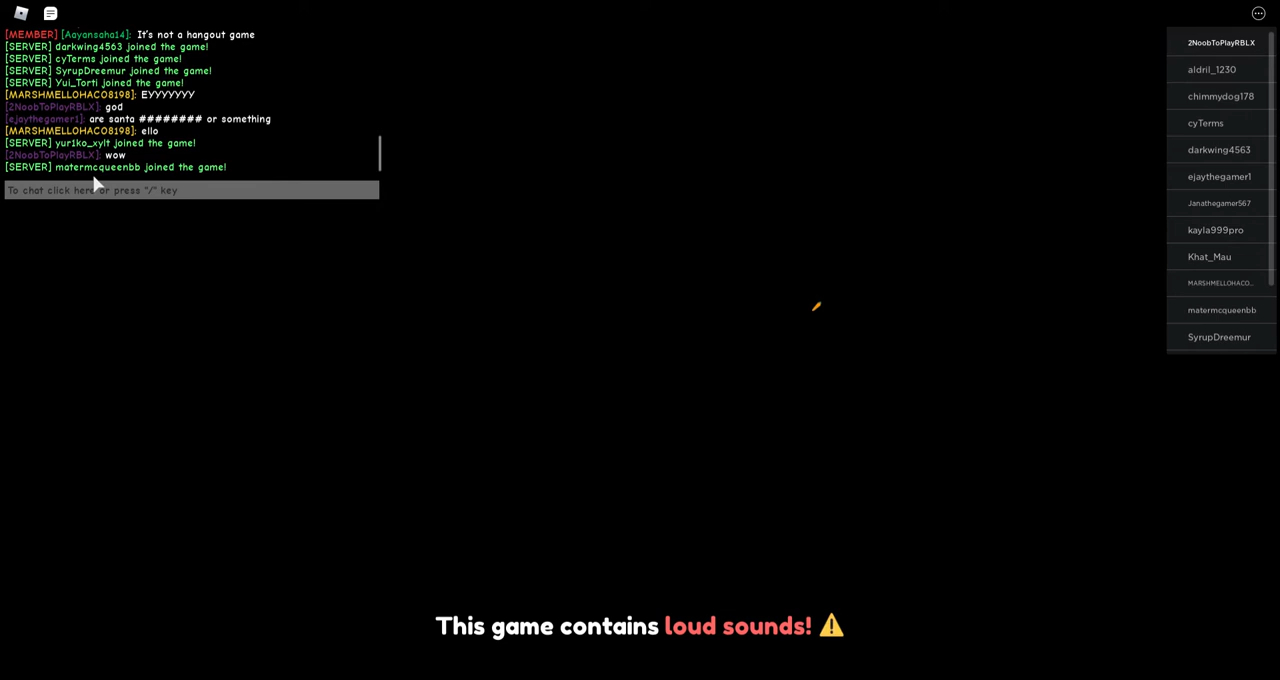 [MEMBER] [Aayansaha14]: It's not a hangout game
[SERVER] darkwing4563 joined the game!
[SERVER] cyTerms joined the game!
[SERVER] SyrupDreemur joined the game!
[SERVER] Yui_Torti joined the game!
[MARSHMELLOHACO8198]: EYYYYYYY
[2NoobToPlayRBLX]: god
[ejaythegamer1]: are santa ######## or something
[MARSHMELLOHACO8198]: ello
[SERVER] yur1ko_xylt joined the game!
[2NoobToPlayRBLX]: wow
[SERVER] matermcqueenbb joined the game!
To chat click here or press "/" key
2NoobToPlayRBLX
aldril_1230
chimmydog178
cyTerms
darkwing4563
ejaythegamer1
Janathegamer567
kayla999pro
Khat_Mau
MARSHMELLOHACO...
matermcqueenbb
SyrupDreemur
This game contains loud sounds! ⚠️